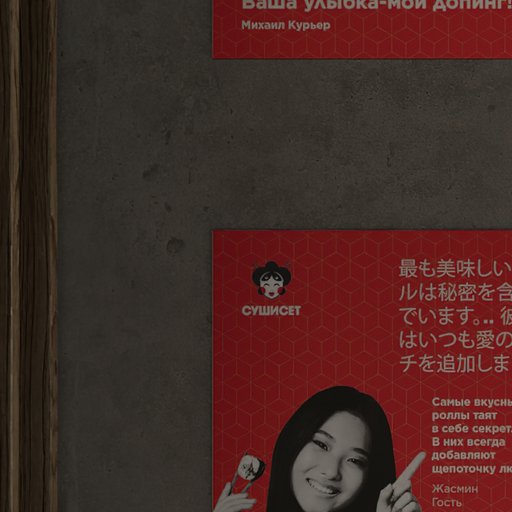 Ваша улыбка-мой допинг!
Михаил Курьер
СУШИСЕТ
最も美味しい
ルは秘密を含
でいます。..
はいつも愛の
チを追加しま
Самые
роллы таят
в себе секрет.
В них всегда
добавляют
щепоточку
Жасмин
Гость